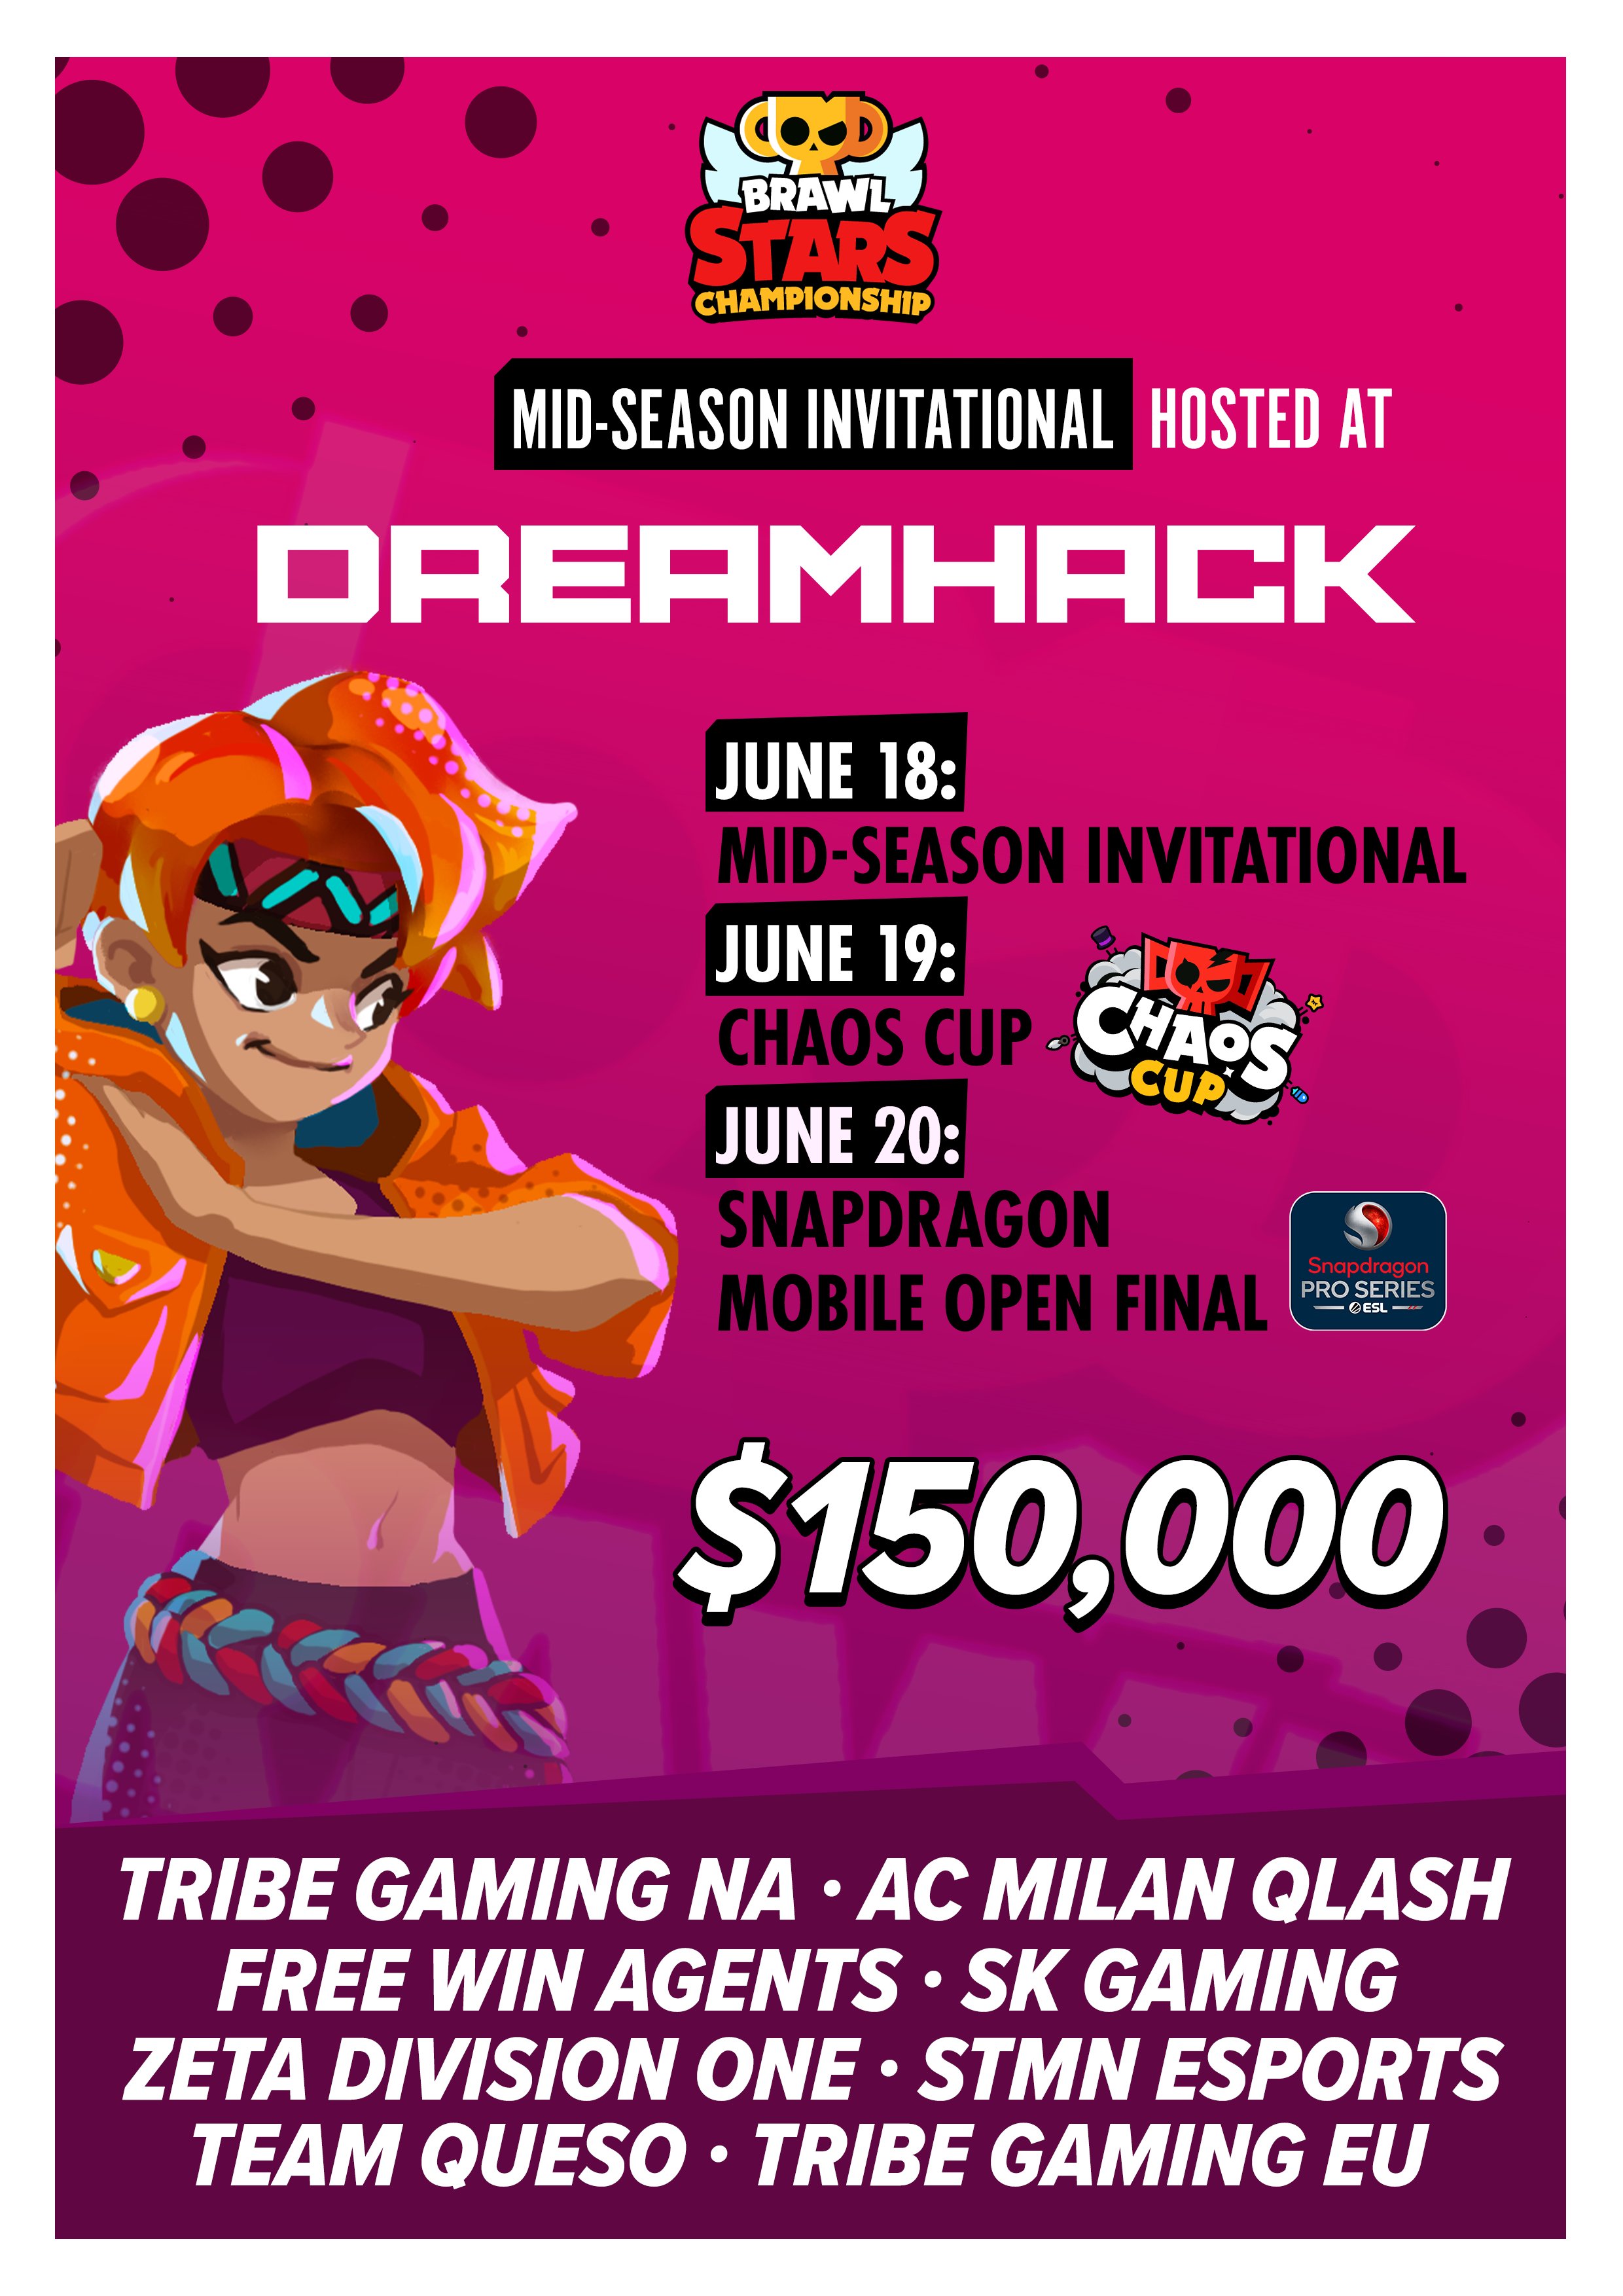 BRAWL
STARS
CHAMPIONSHIP
MID-SEASON INVITATIONAL HOSTED AT
DREAMHACK
JUNE 18:
MID-SEASON INVITATIONAL
JUNE 19:
CHAOS CUP
CHAOS
CUP
JUNE 20:
SNAPDRAGON
MOBILE OPEN FINAL
Snapdragon
PRO SERIES
ESL
$150,000
TRIBE GAMING NA • AC MILAN QLASH
FREE WIN AGENTS • SK GAMING
ZETA DIVISION ONE • STMN ESPORTS
TEAM QUESO • TRIBE GAMING EU